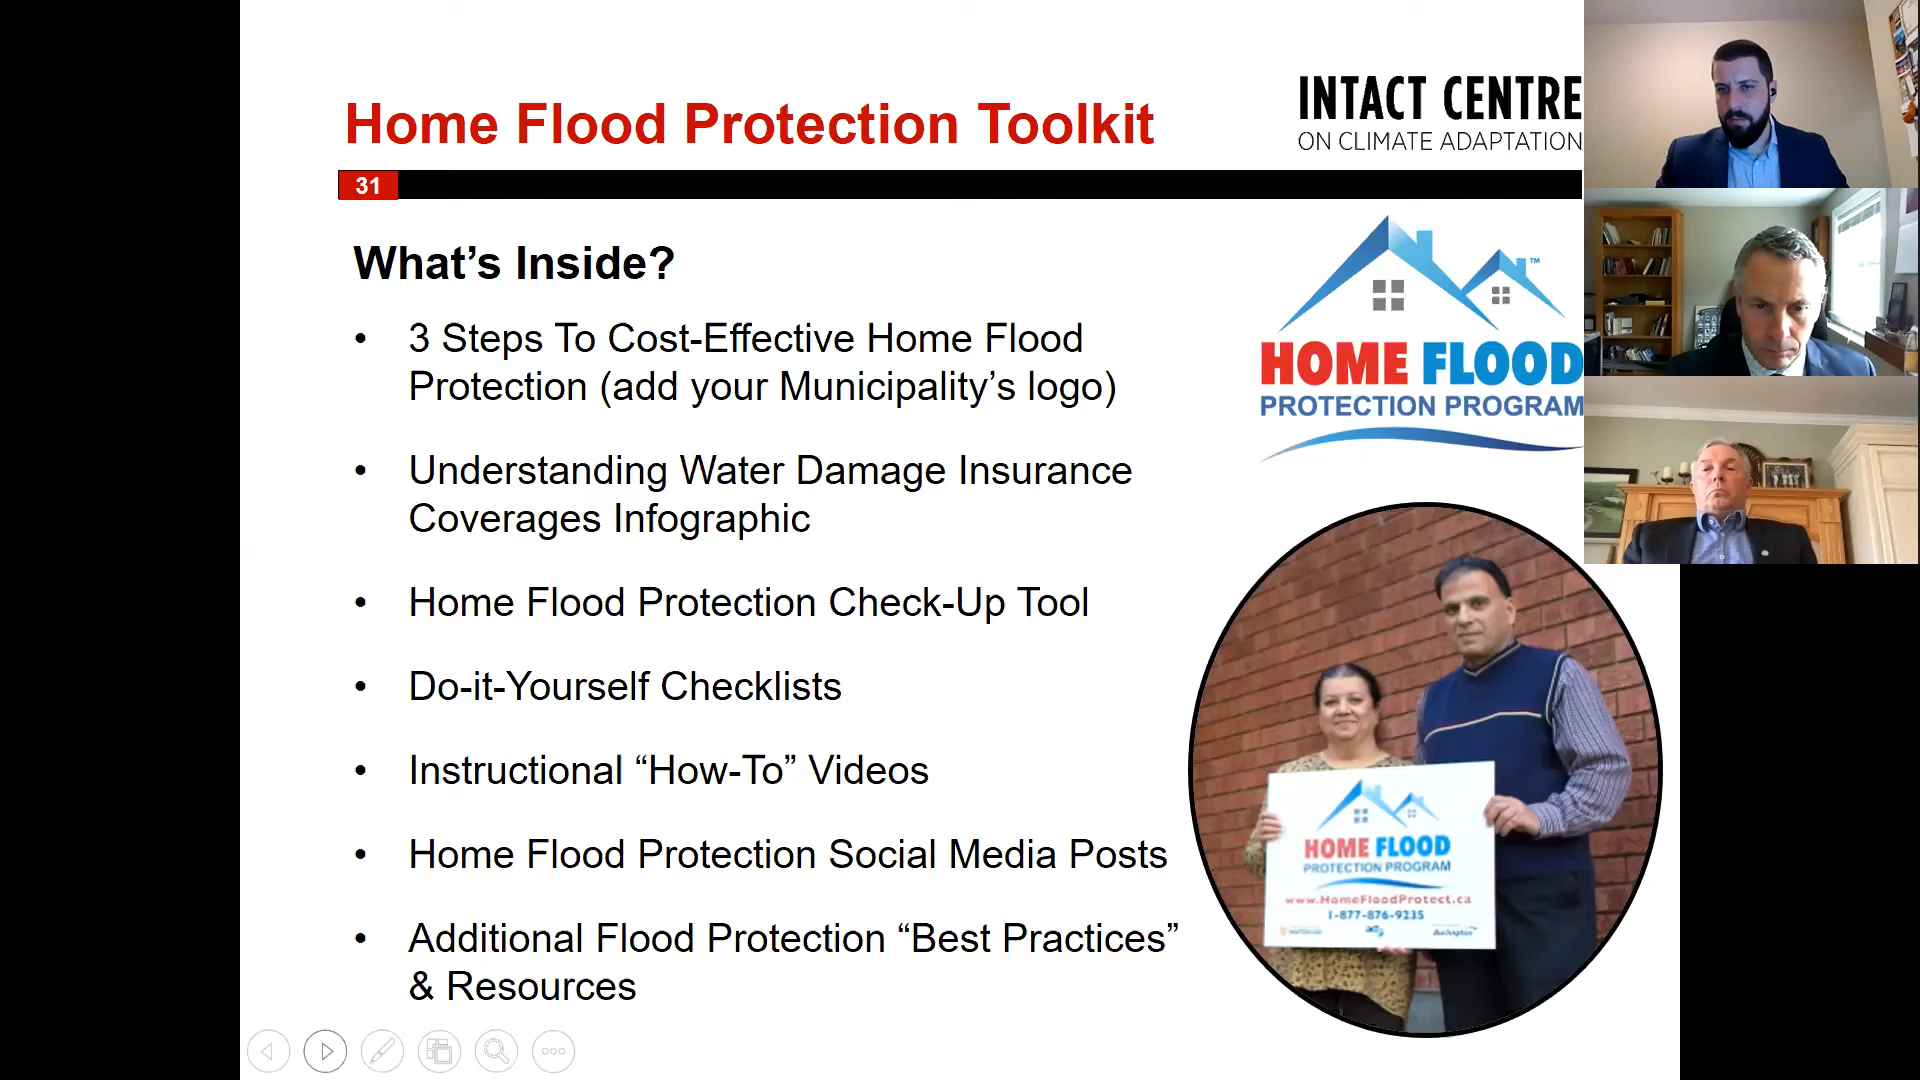 Home Flood Protection Toolkit
INTACT CENTRE
ON CLIMATE ADAPTATION
31
What’s Inside?
• 3 Steps To Cost-Effective Home Flood
Protection (add your Municipality’s logo)
• Understanding Water Damage Insurance
Coverages Infographic
• Home Flood Protection Check-Up Tool
• Do-it-Yourself Checklists
• Instructional “How-To” Videos
• Home Flood Protection Social Media Posts
• Additional Flood Protection “Best Practices”
& Resources
TM
HOME FLOOD
PROTECTION PROGRAM
HOME FLOOD
PROTECTION PROGRAM
www.HomeFloodProtect.ca
1-877-876-9235
Burlington